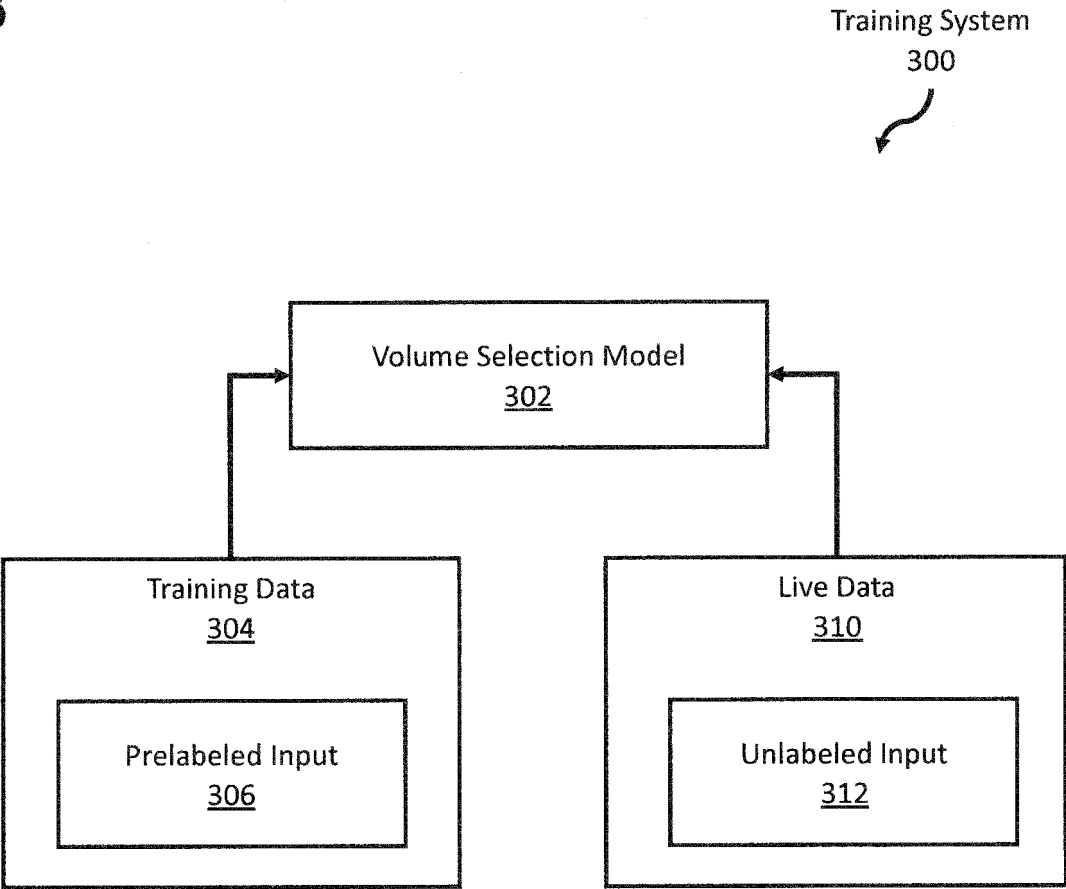 Training System
300
Volume Selection Model
302
Training Data
304
Live Data
310
Prelabeled Input
306
Unlabeled Input
312